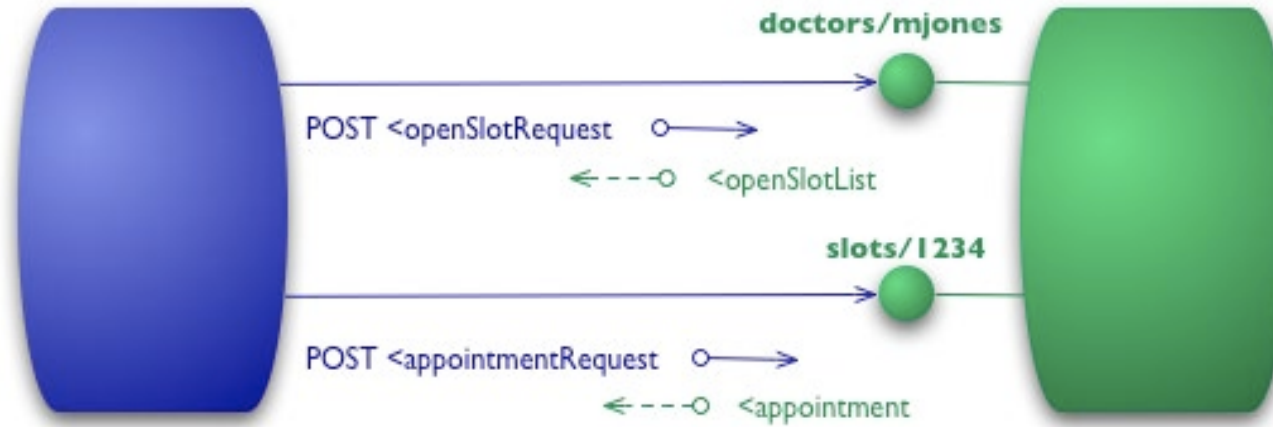 doctors/mjones
POST <openSlotRequest
<openSlotList
slots/1234
POST <appointmentRequest
<appointment